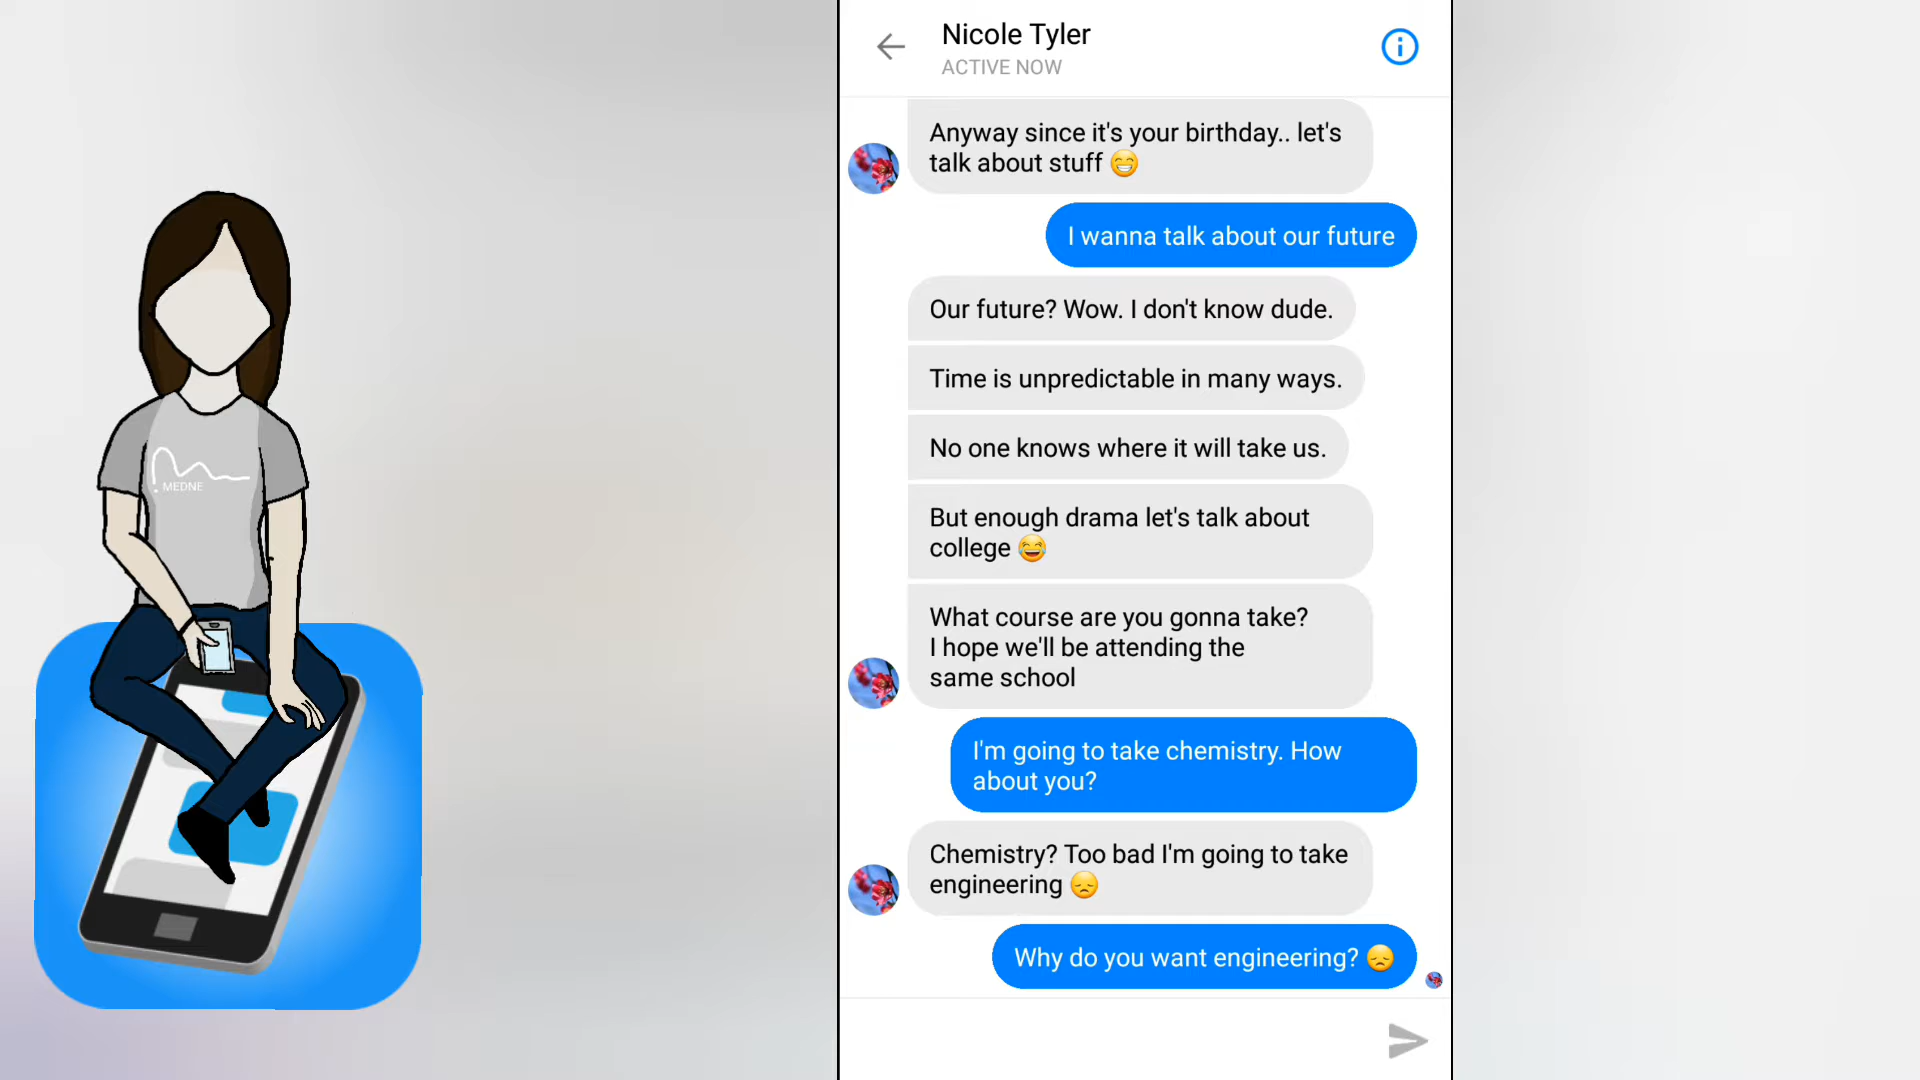 Nicole Tyler
ACTIVE NOW
Anyway since it's your birthday.. let's
talk about stuff 😁
I wanna talk about our future
Our future? Wow. I don't know dude.
Time is unpredictable in many ways.
No one knows where it will take us.
But enough drama let's talk about
college 😂
What course are you gonna take?
I hope we'll be attending the
same school
I'm going to take chemistry. How
about you?
Chemistry? Too bad I'm going to take
engineering 😞
Why do you want engineering? 😞
MEDNE